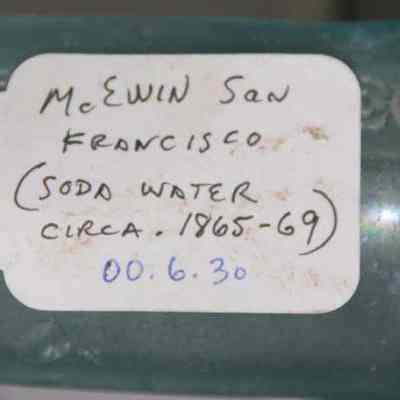 McEWIN SAN
FRANCISCO
(SODA WATER
CIRCA. 1865-69)
00.6.30